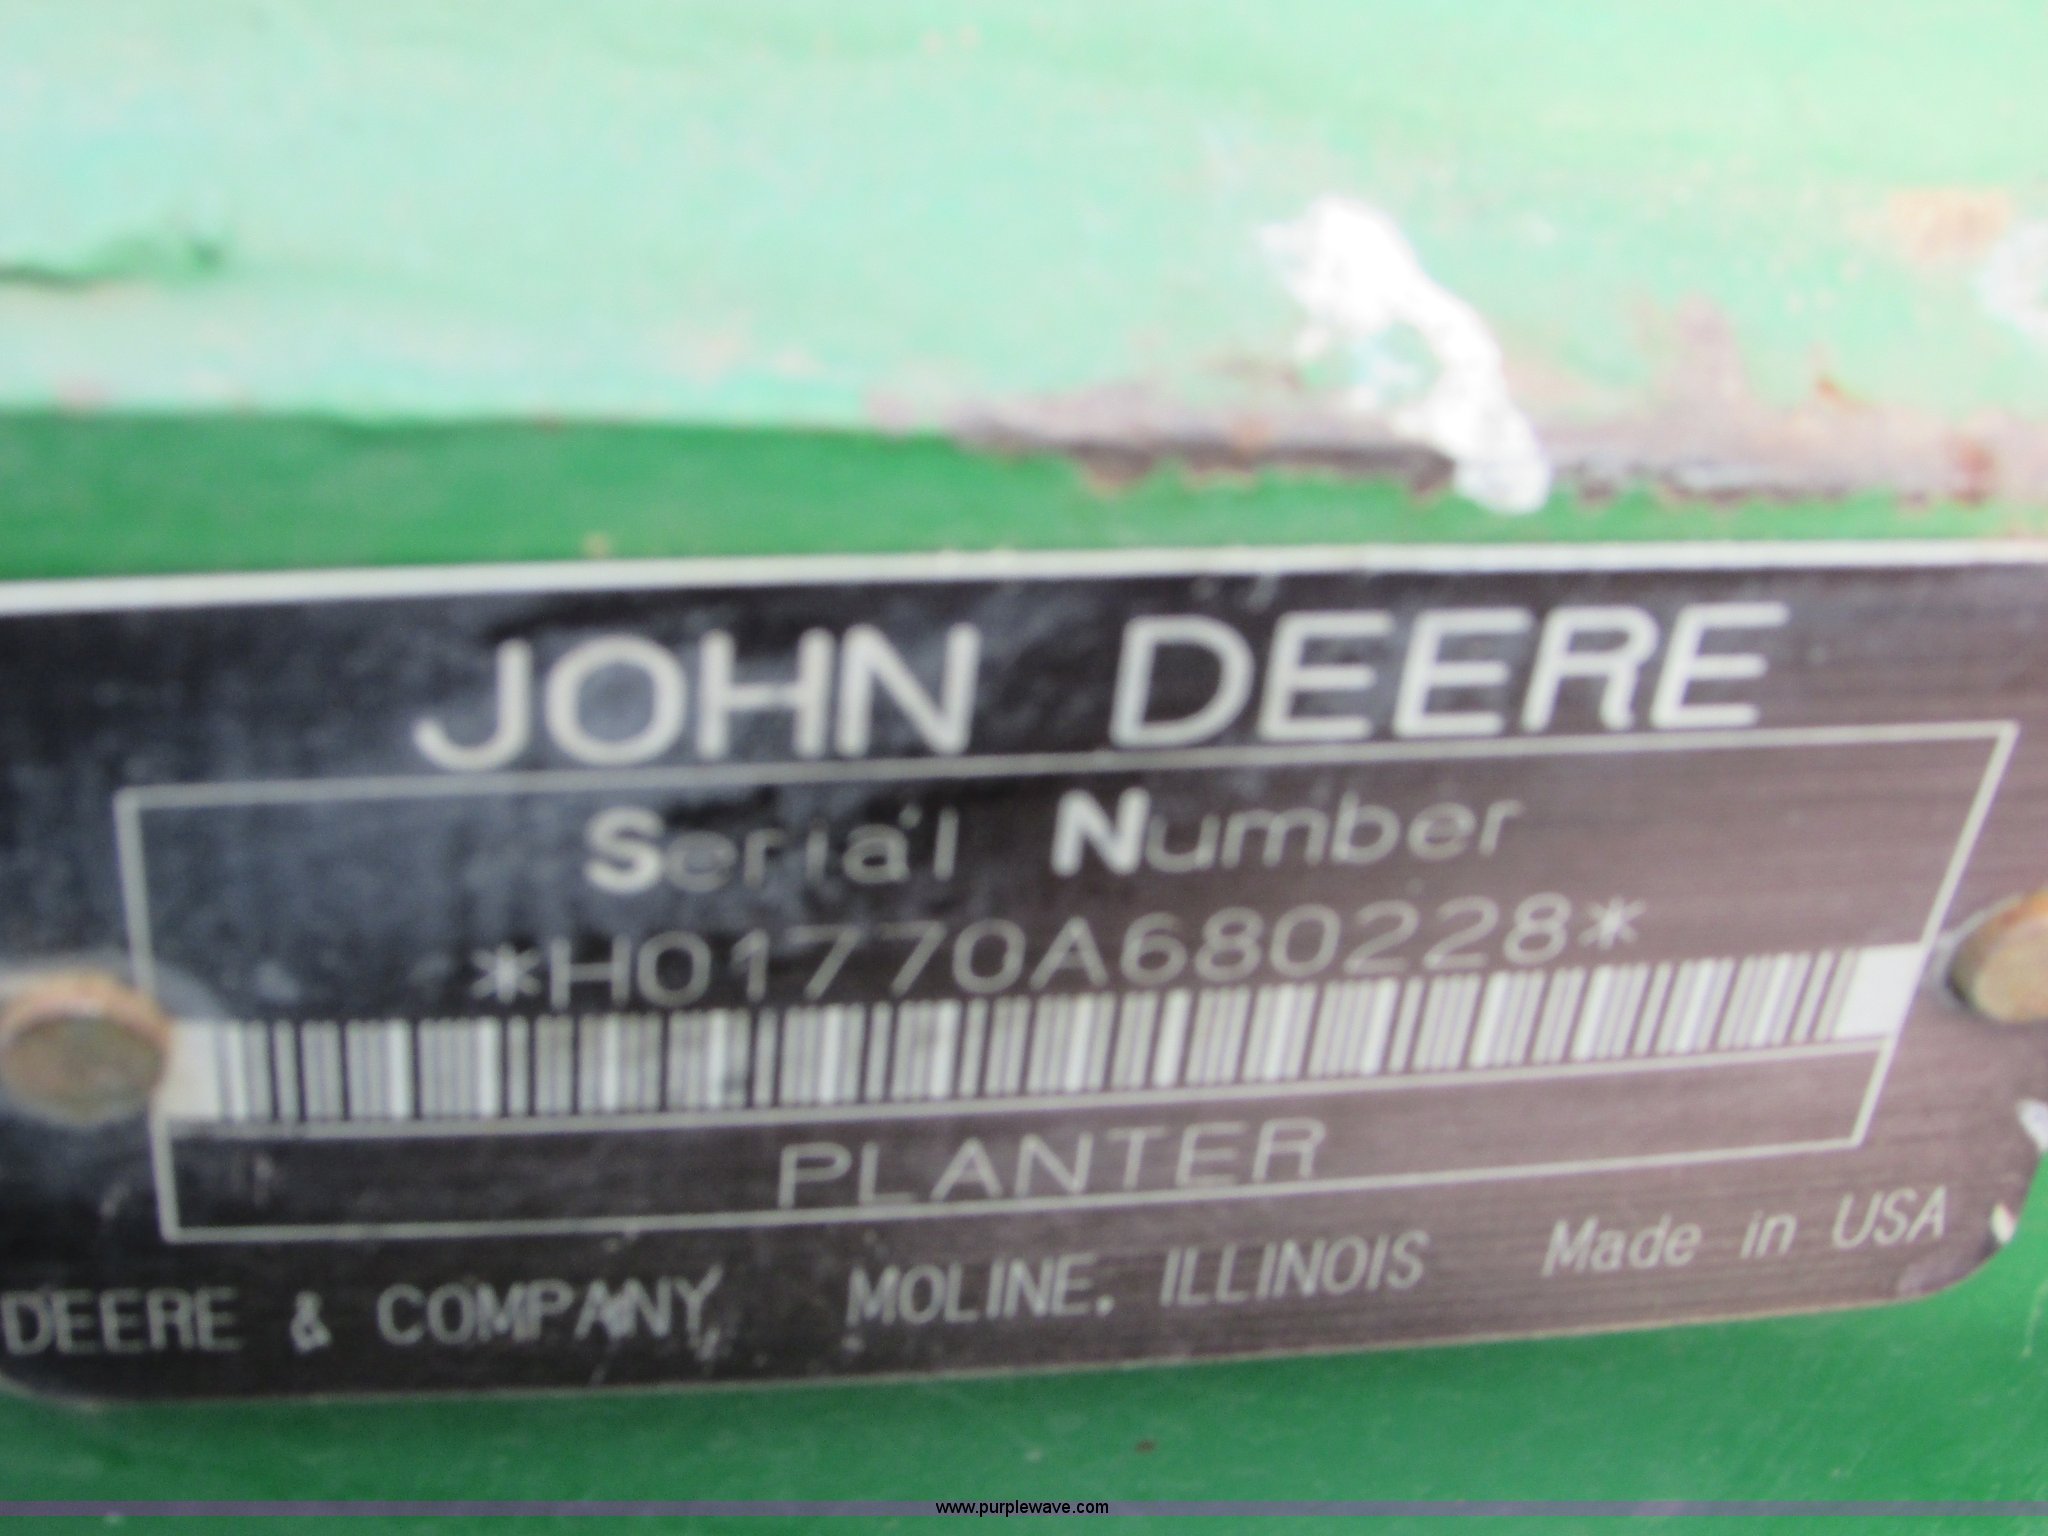 JOHN DEERE
Serial Number
*H01770A680228*
PLANTER
DEERE & COMPANY, MOLINE, ILLINOIS Made in USA
www.purplewave.com